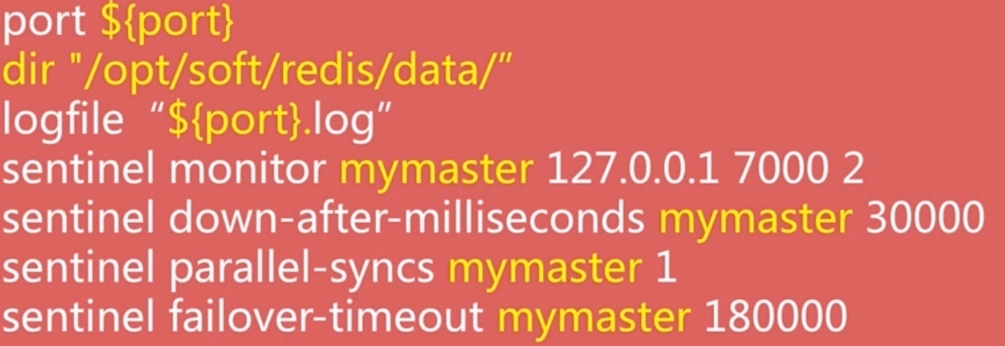 port ${port}
dir "/opt/soft/redis/data/”
logfile “${port}.log”
sentinel monitor mymaster 127.0.0.1 7000 2
sentinel down-after-milliseconds mymaster 30000
sentinel parallel-syncs mymaster 1
sentinel failover-timeout mymaster 180000